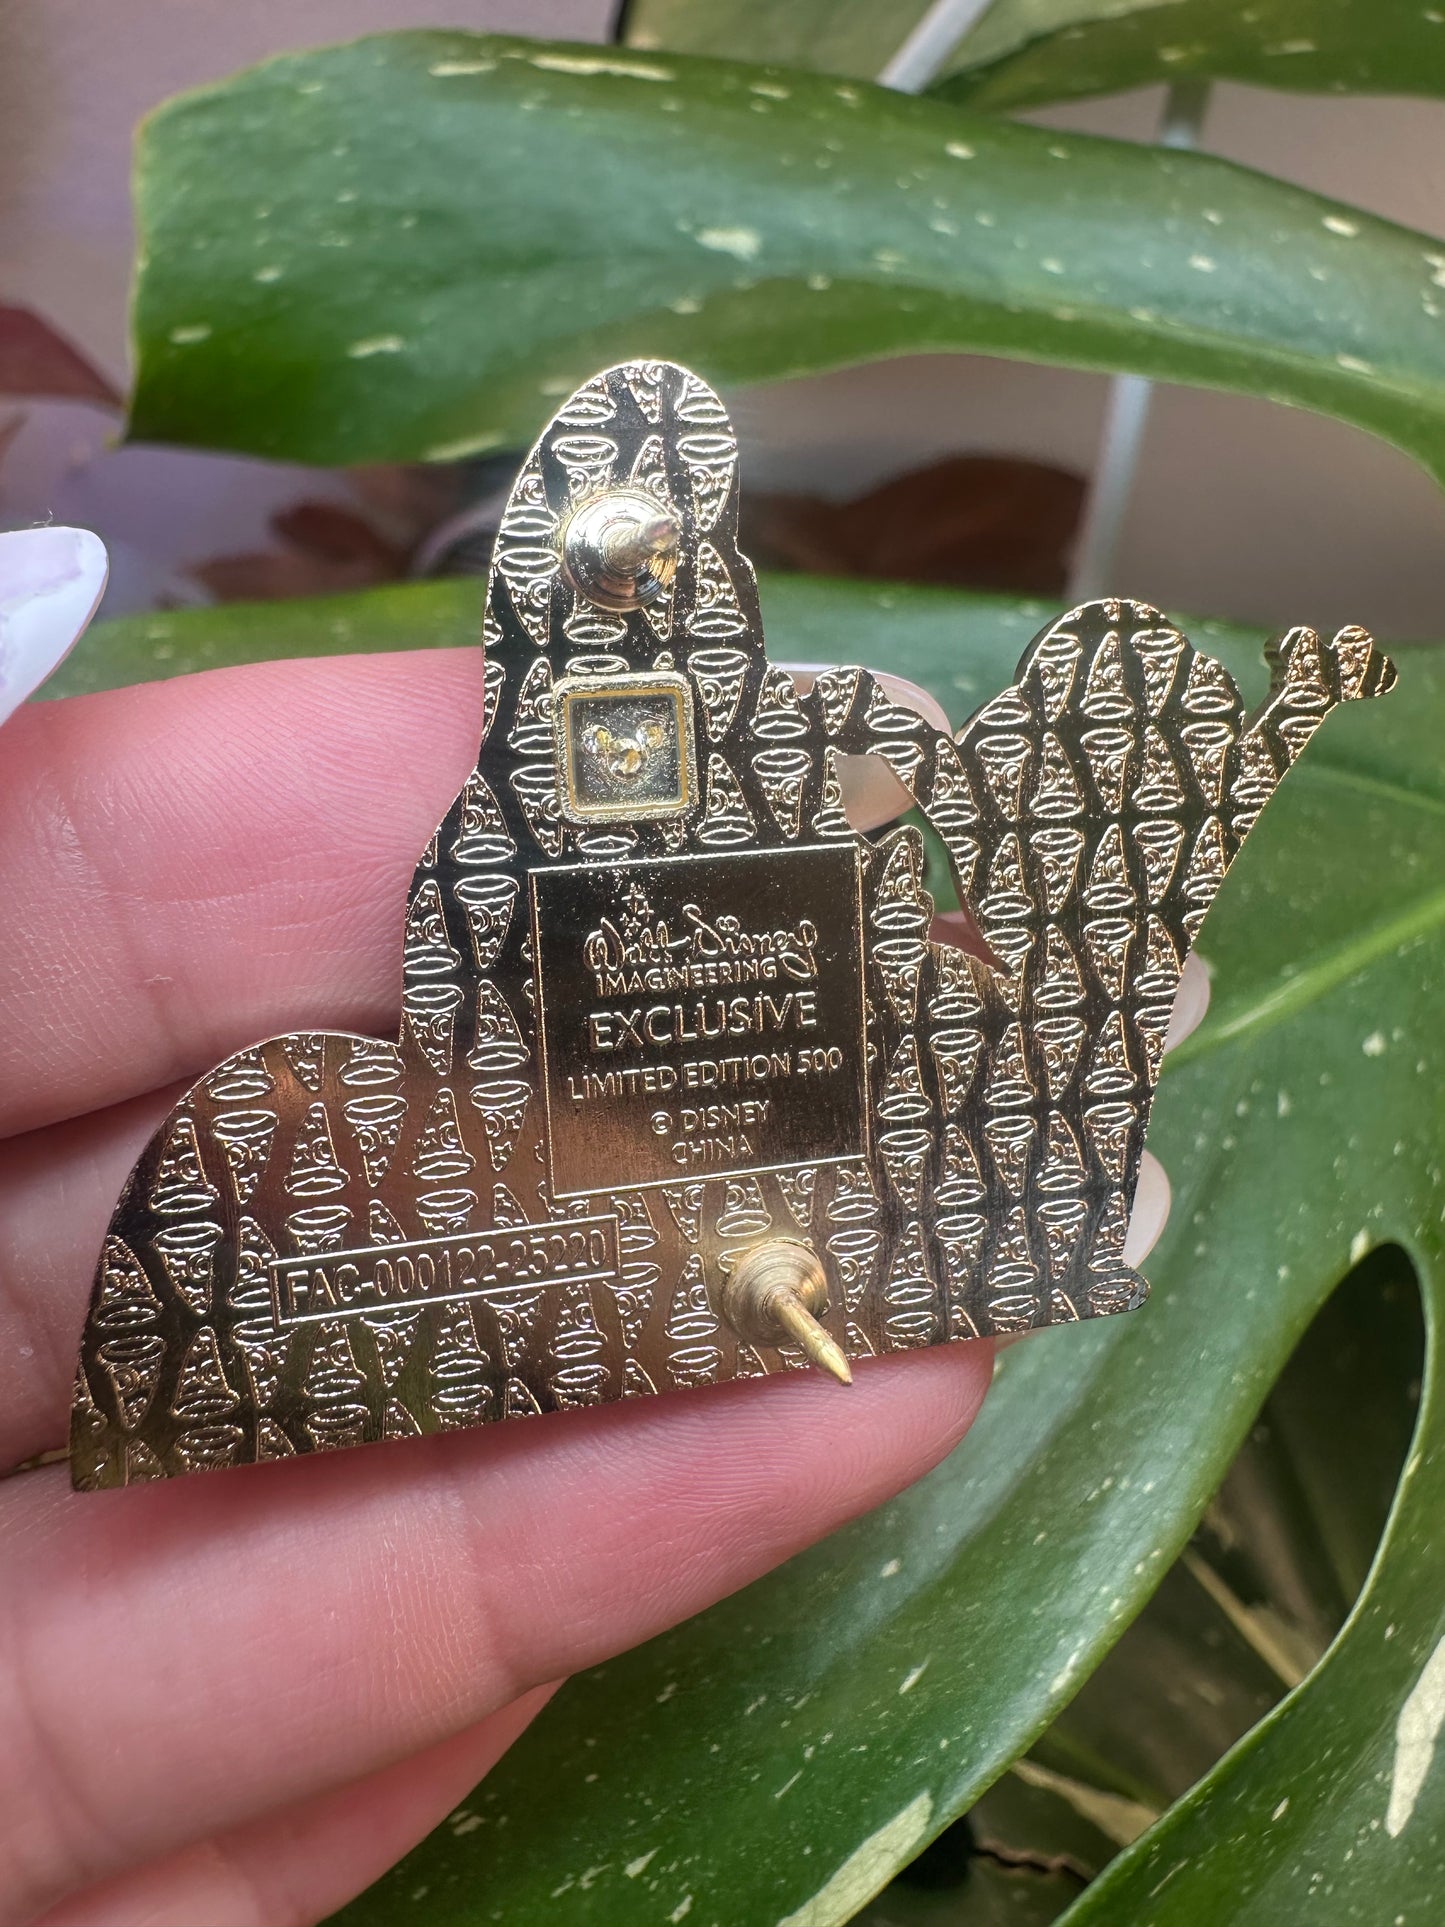 Walt Disney
IMAGINEERING
EXCLUSIVE
LIMITED EDITION 500
© DISNEY
CHINA
FAC-000122-25220